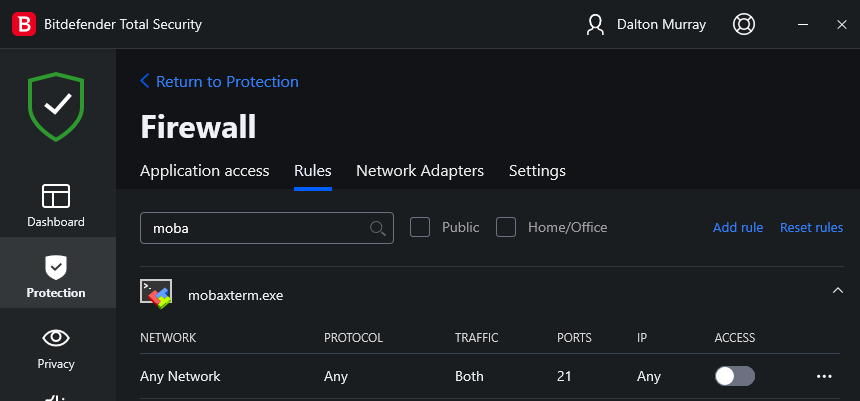 B Bitdefender Total Security Dalton Murray
Return to Protection
Firewall
Application access Rules Network Adapters Settings
Dashboard
moba Public Home/Office Add rule Reset rules
Protection
>_ mobaxterm.exe
NETWORK PROTOCOL TRAFFIC PORTS IP ACCESS
Privacy
Any Network Any Both 21 Any